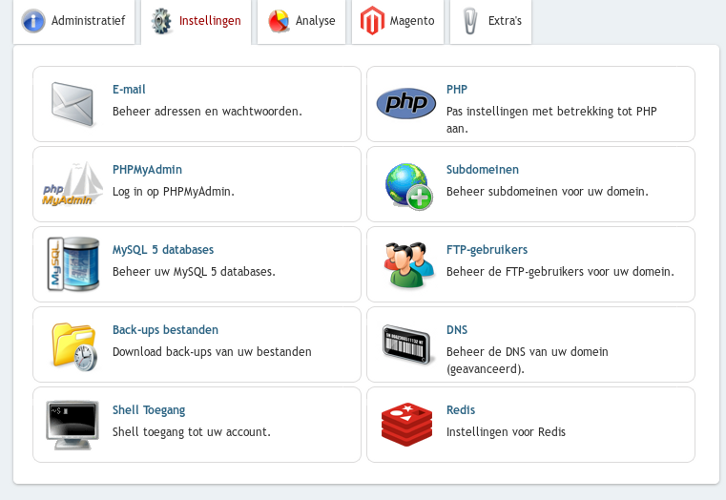 Administratief Instellingen Analyse Magento Extra's
E-mail
Beheer adressen en wachtwoorden.
php
PHP
Pas instellingen met betrekking tot PHP
aan.
php
MyAdmin
PHPMyAdmin
Log in op PHPMyAdmin.
Subdomeinen
Beheer subdomeinen voor uw domein.
MySQL
MySQL 5 databases
Beheer uw MySQL 5 databases.
FTP-gebruikers
Beheer de FTP-gebruikers voor uw domein.
Back-ups bestanden
Download back-ups van uw bestanden
DNS
Beheer de DNS van uw domein
(geavanceerd).
~$
Shell Toegang
Shell toegang tot uw account.
Redis
Instellingen voor Redis